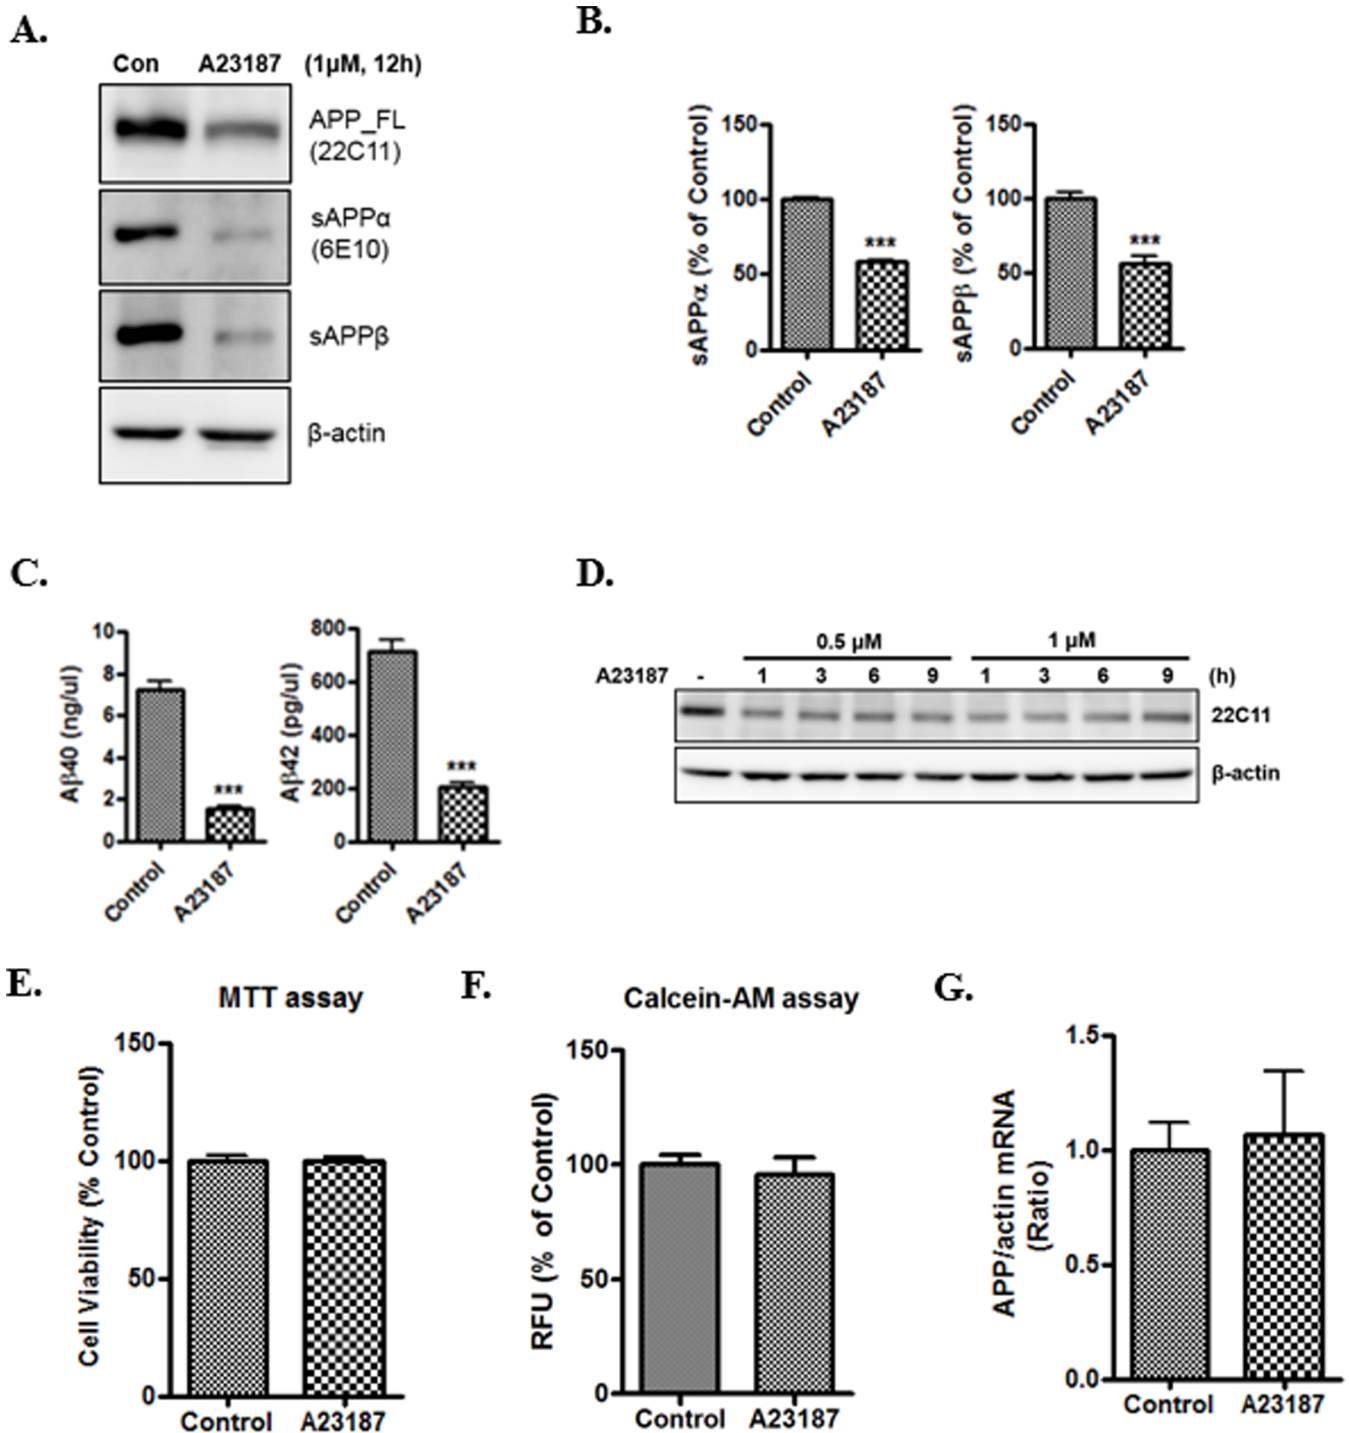 A.
Con A23187 (1μM, 12h)
APP_FL
(22C11)
sAPPα
(6E10)
sAPPβ
β-actin
B.
sAPPα (% of Control)
150
100
50
0
***
Control
A23187
sAPPβ (% of Control)
150
100
50
0
***
Control
A23187
C.
Aβ40 (ng/ul)
10
8
6
4
2
0
***
Control
A23187
Aβ42 (pg/ul)
800
600
400
200
0
***
Control
A23187
D.
0.5 μM 1 μM
A23187 - 1 3 6 9 1 3 6 9 (h)
22C11
β-actin
E.
MTT assay
Cell Viability (% Control)
150
100
50
0
Control A23187
F.
Calcein-AM assay
RFU (% of Control)
150
100
50
0
Control A23187
G.
APP/actin mRNA
(Ratio)
1.5
1.0
0.5
0.0
Control A23187